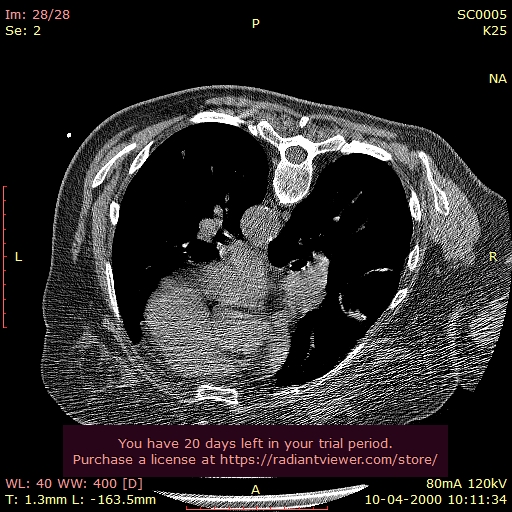 Im: 28/28
Se: 2
P
SC0005
K25
NA
L
R
You have 20 days left in your trial period.
Purchase a license at https://radiantviewer.com/store/
WL: 40 WW: 400 [D]
T: 1.3mm L: -163.5mm
A
80mA 120kV
10-04-2000 10:11:34